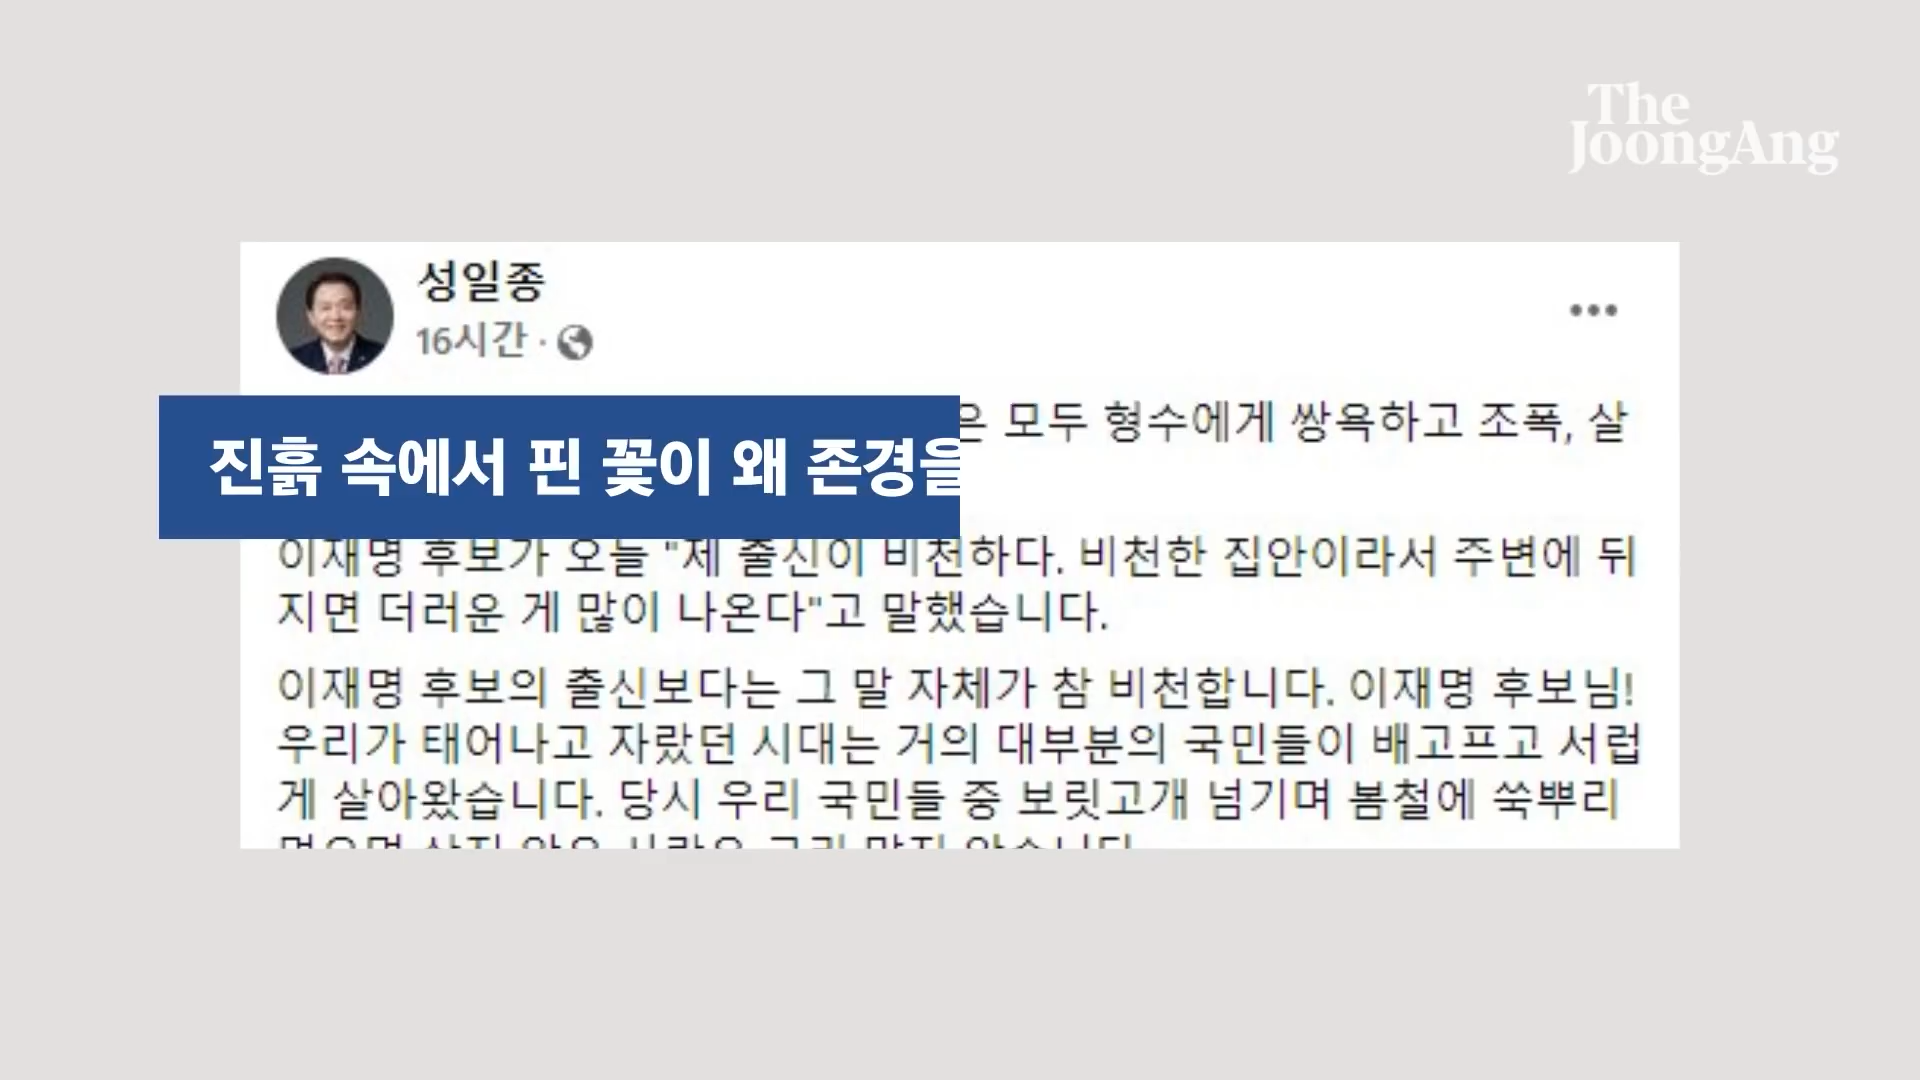 The
JoongAng
성일종
16시간
모두 형수에게 쌍욕하고 조폭, 살
진흙 속에서 핀 꽃이 왜 존경을
이재명 후보가 오늘 "제 출신이 비천하다. 비천한 집안이라서 주변에 뒤
지면 더러운 게 많이 나온다"고 말했습니다.
이재명 후보의 출신보다는 그 말 자체가 참 비천합니다. 이재명 후보님!
우리가 태어나고 자랐던 시대는 거의 대부분의 국민들이 배고프고 서럽
게 살아왔습니다. 당시 우리 국민들 중 보릿고개 넘기며 봄철에 쑥뿌리